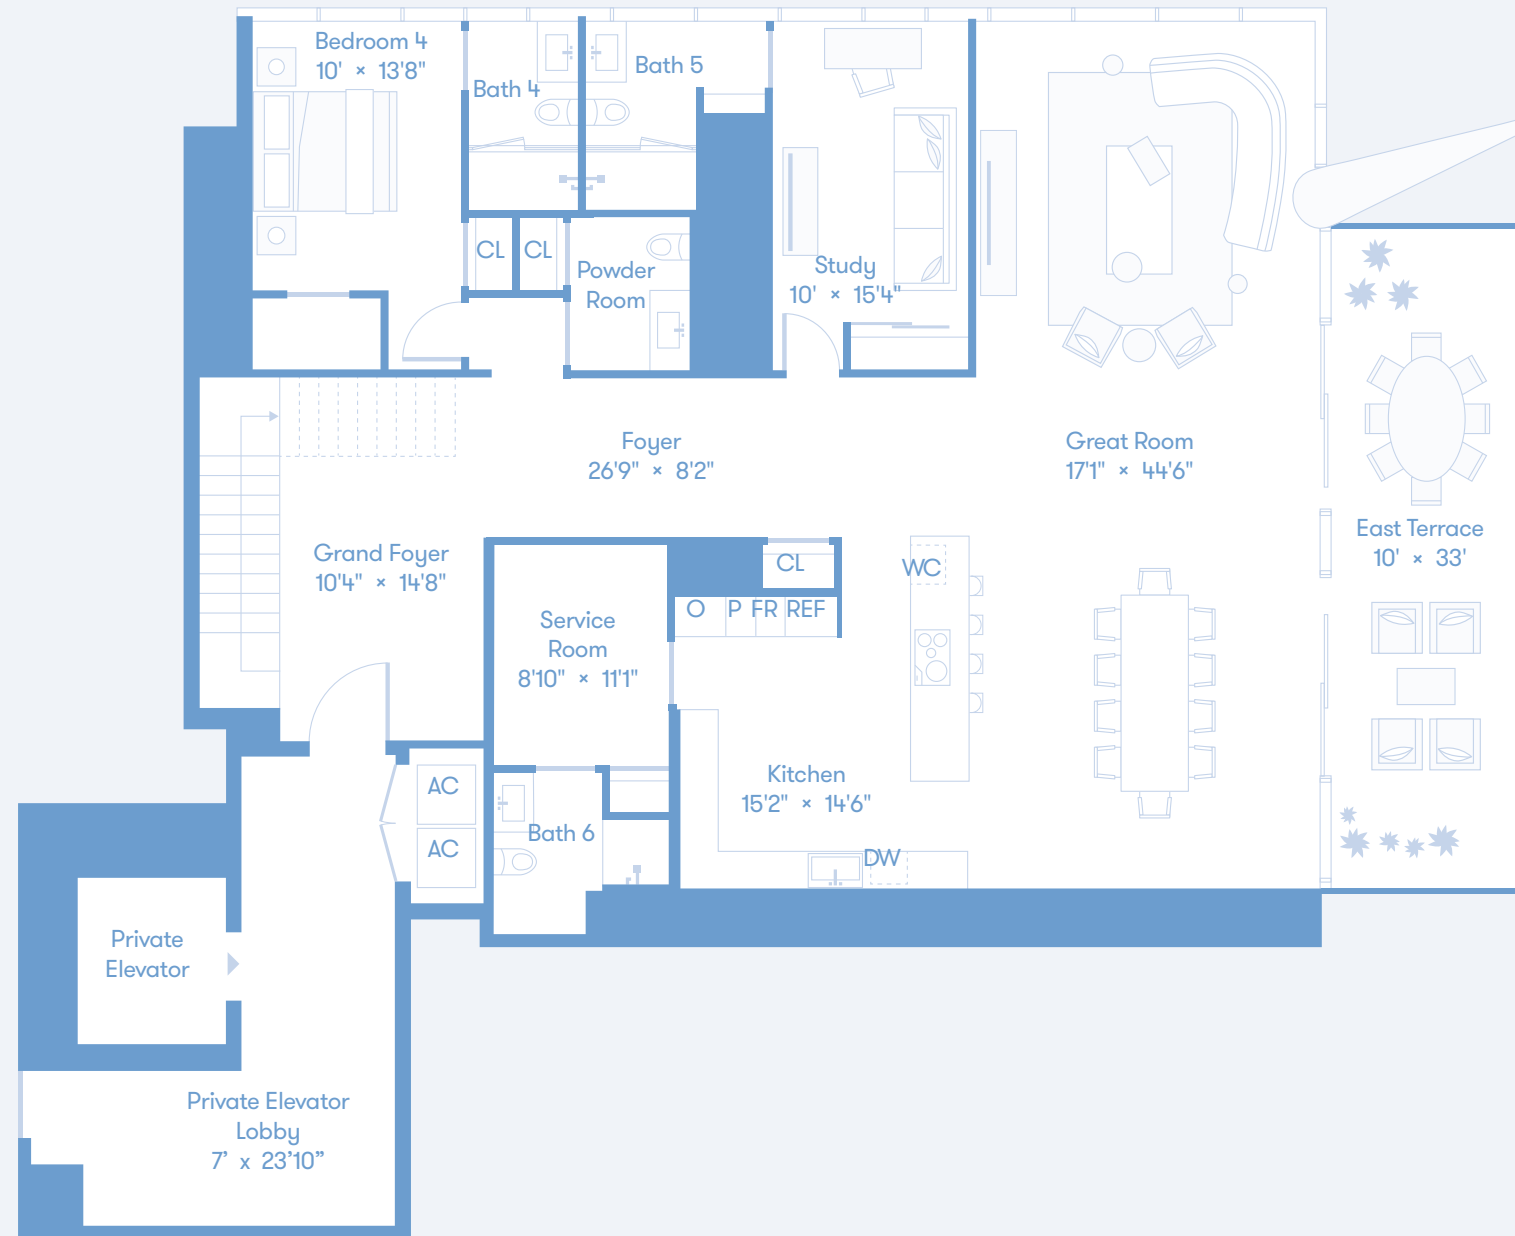 Bedroom 4
10' × 13'8"
Bath 4
Bath 5
CL
CL
Powder
Room
Study
10' × 15'4"
Foyer
26'9" × 8'2"
Great Room
17'1" × 44'6"
East Terrace
10' × 33'
Grand Foyer
10'4" × 14'8"
CL
WC
O
P
FR
REF
Service
Room
8'10" × 11'1"
Kitchen
15'2" × 14'6"
AC
AC
Bath 6
DW
Private
Elevator
Private Elevator
Lobby
7’ x 23’10”